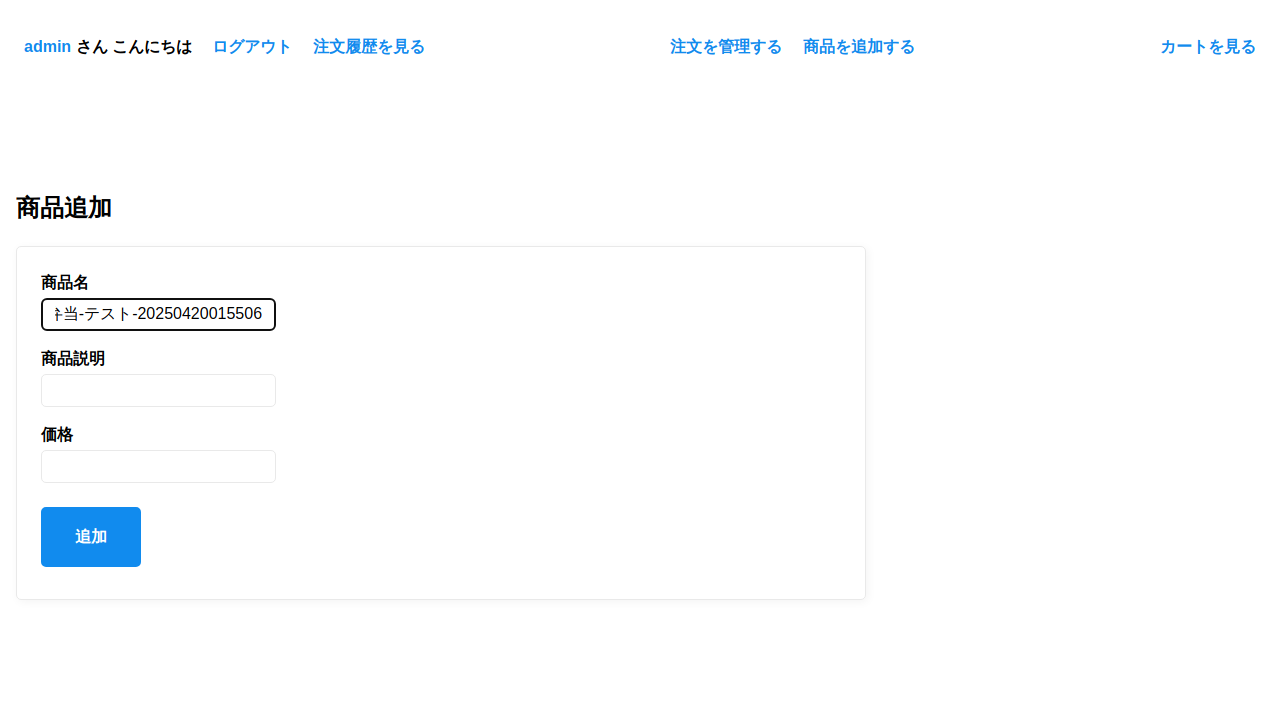 admin さん こんにちは ログアウト 注文履歴を見る 注文を管理する 商品を追加する カートを見る
商品追加
商品名
当-テスト-20250420015506
商品説明
価格
追加